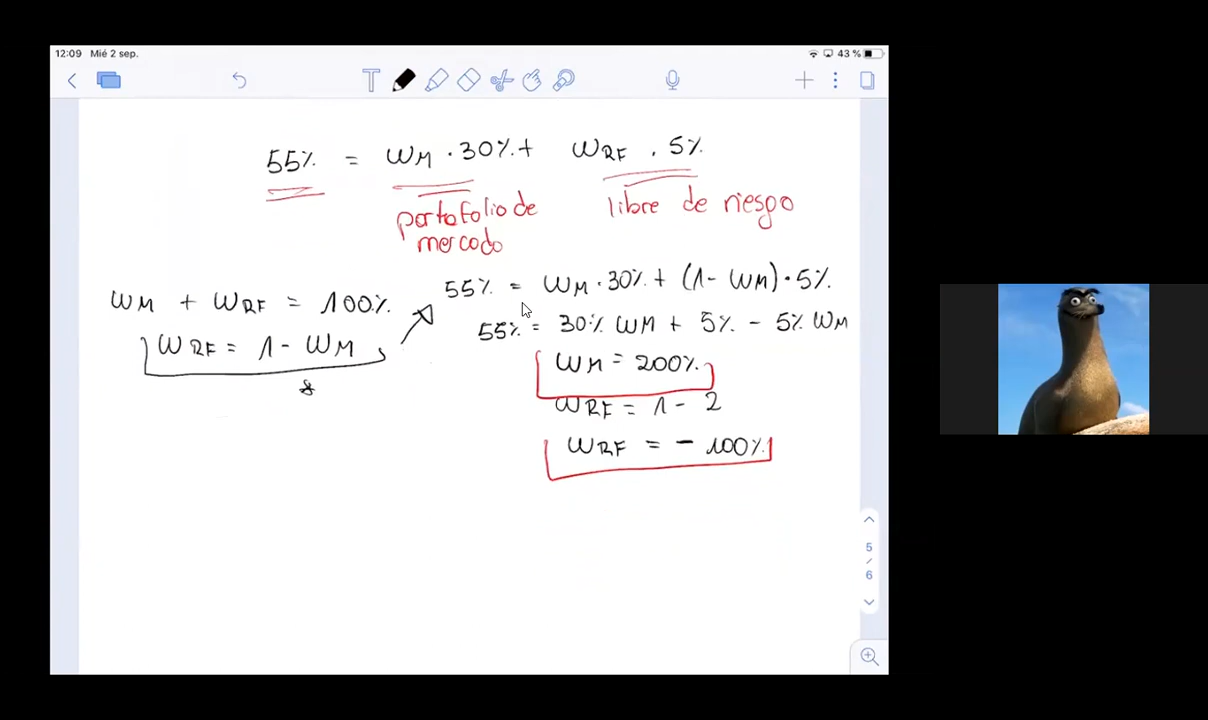 12:09 Mié 2 sep.
43 %
T
55% = WM · 30% + WRF . 5%
portafolio de mercado
libre de riesgo
WM + WRF = 100%
WRF = 1 - WM
*
55% = WM · 30% + (1 - WM) · 5%
55% = 30% WM + 5% - 5% WM
WM = 200%
WRF = 1 - 2
WRF = - 100%
5
/
6